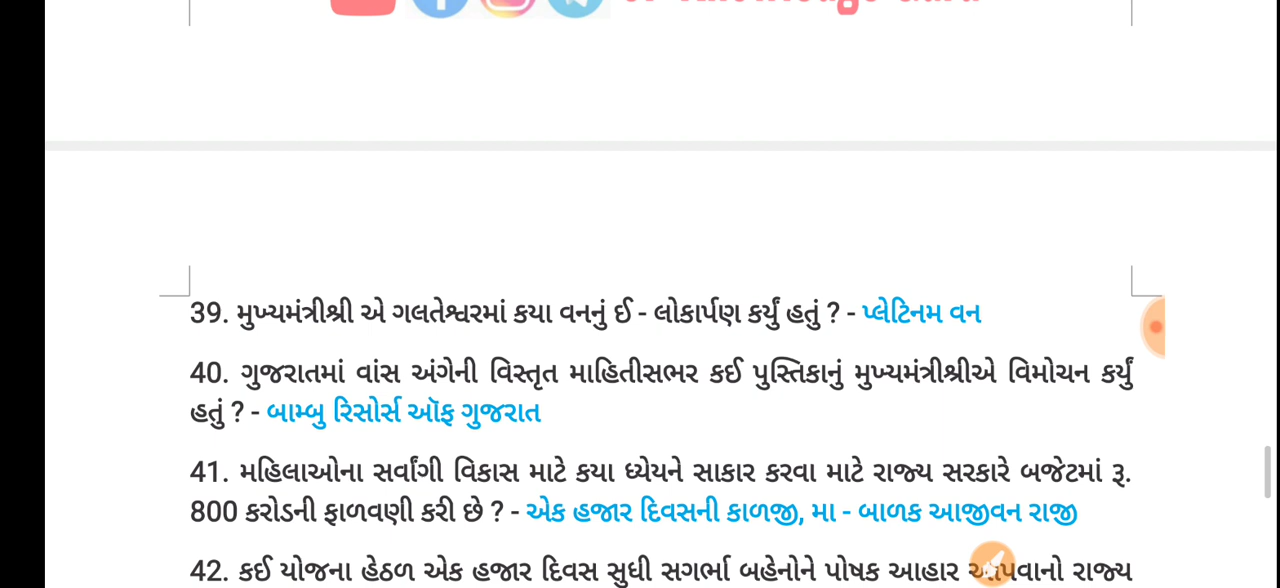 39. મુખ્યમંત્રીશ્રી એ ગલતેશ્વરમાં કયા વનનું ઈ - લોકાર્પણ કર્યું હતું ? - પ્લેટિનમ વન
40. ગુજરાતમાં વાંસ અંગેની વિસ્તૃત માહિતીસભર કઈ પુસ્તિકાનું મુખ્યમંત્રીશ્રીએ વિમોચન કર્યું
હતું ? - બામ્બુ રિસોર્સ ઑફ ગુજરાત
41. મહિલાઓના સર્વાંગી વિકાસ માટે કયા ધ્યેયને સાકાર કરવા માટે રાજ્ય સરકારે બજેટમાં રૂ.
800 કરોડની ફાળવણી કરી છે ? - એક હજાર દિવસની કાળજી, મા - બાળક આજીવન રાજી
42. કઈ યોજના હેઠળ એક હજાર દિવસ સુધી સગર્ભા બહેનોને પોષક આહાર આપવાનો રાજ્ય